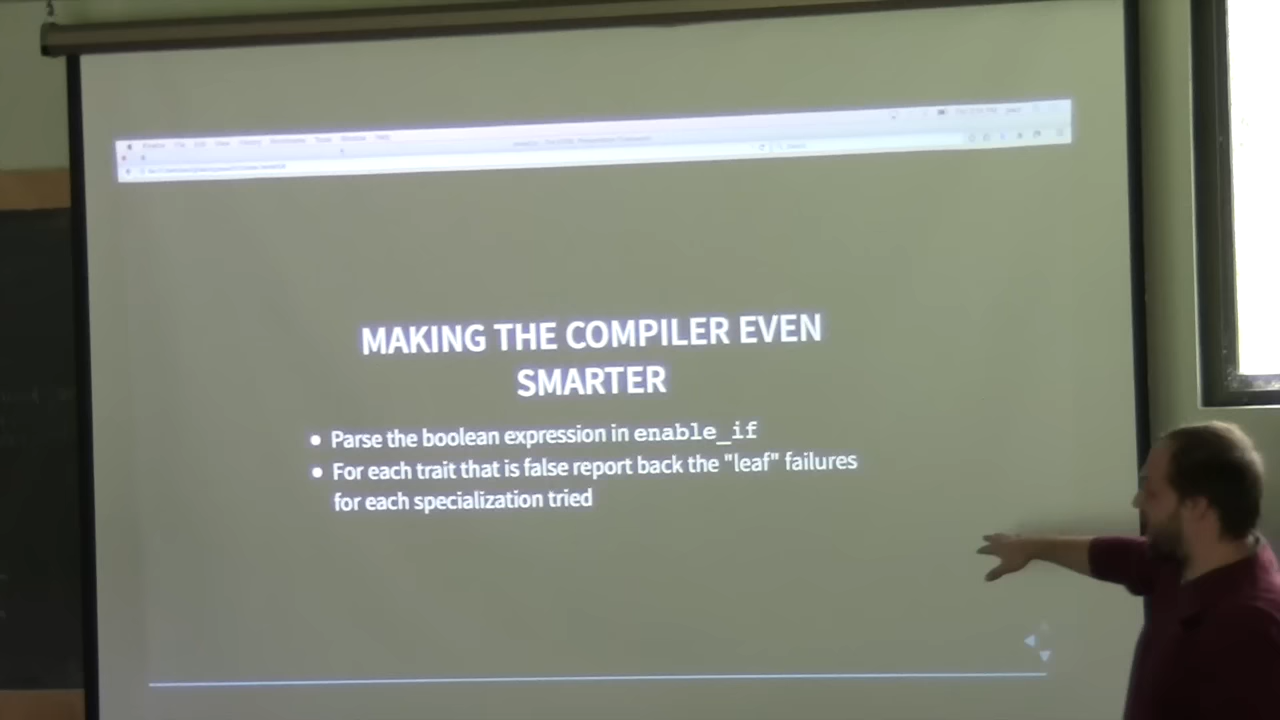 MAKING THE COMPILER EVEN
SMARTER
• Parse the boolean expression in enable_if
• For each trait that is false report back the "leaf" failures
for each specialization tried